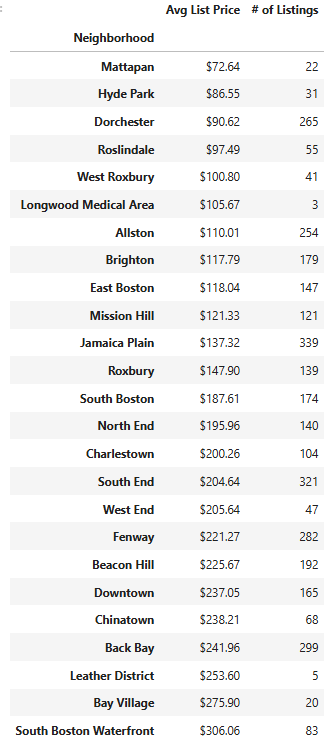 Avg List Price # of Listings
Neighborhood
Mattapan $72.64 22
Hyde Park $86.55 31
Dorchester $90.62 265
Roslindale $97.49 55
West Roxbury $100.80 41
Longwood Medical Area $105.67 3
Allston $110.01 254
Brighton $117.79 179
East Boston $118.04 147
Mission Hill $121.33 121
Jamaica Plain $137.32 339
Roxbury $147.90 139
South Boston $187.61 174
North End $195.96 140
Charlestown $200.26 104
South End $204.64 321
West End $205.64 47
Fenway $221.27 282
Beacon Hill $225.67 192
Downtown $237.05 165
Chinatown $238.21 68
Back Bay $241.96 299
Leather District $253.60 5
Bay Village $275.90 20
South Boston Waterfront $306.06 83